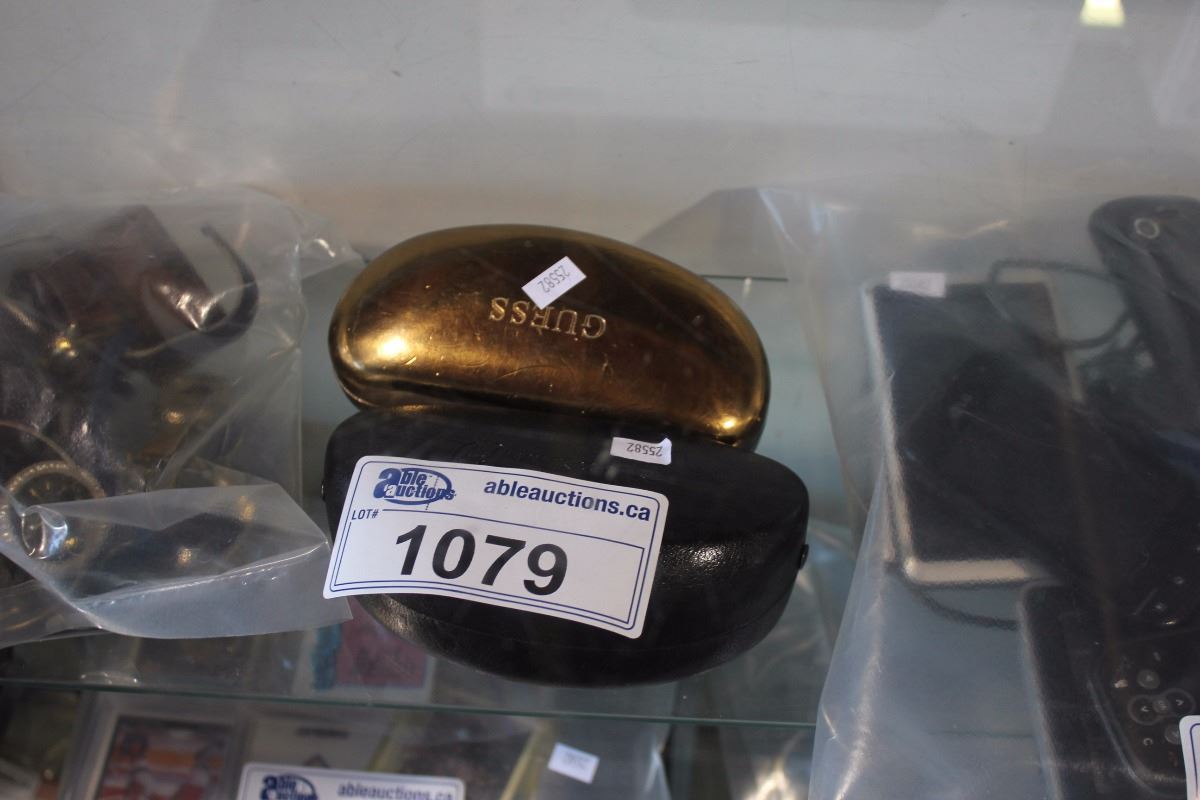 25582
GUESS
25582
able auctions
ableauctions.ca
LOT#
1079
able auctions
ableauctions.ca